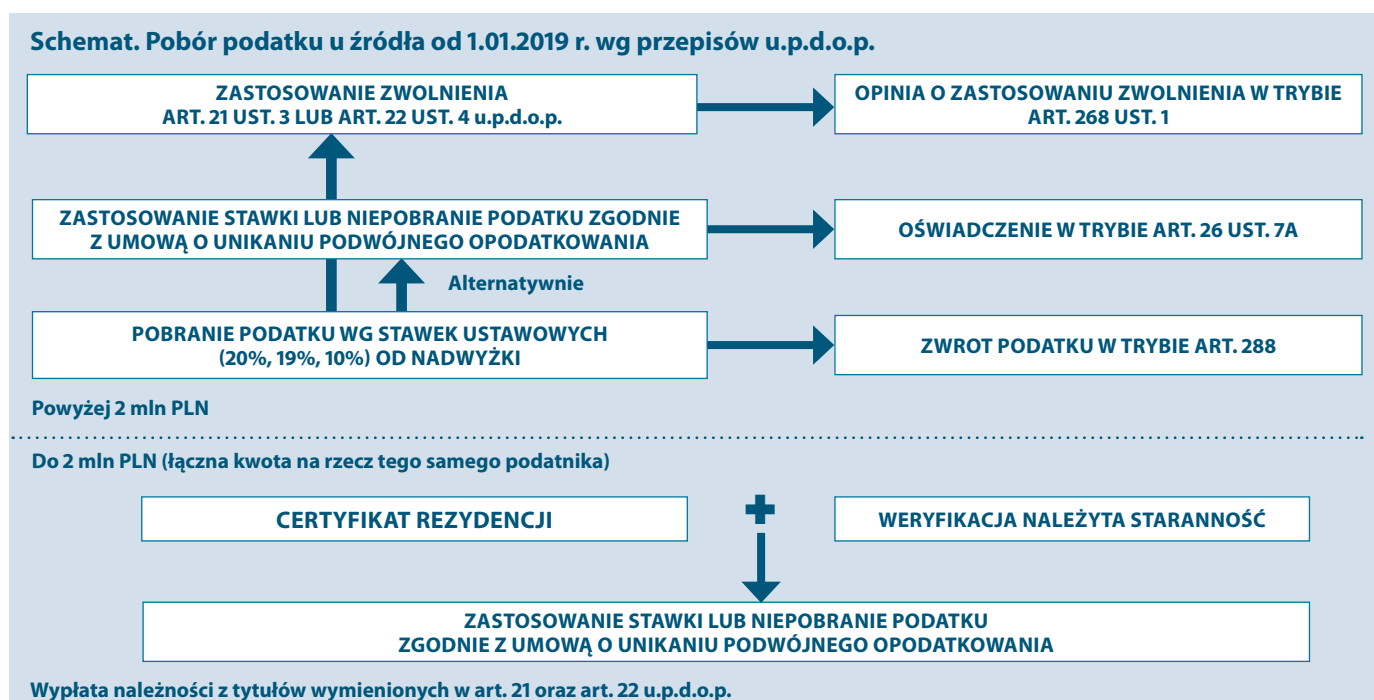 Schemat. Pobór podatku u źródła od 1.01.2019 r. wg przepisów u.p.d.o.p.
ZASTOSOWANIE ZWOLNIENIA
ART. 21 UST. 3 LUB ART. 22 UST. 4 u.p.d.o.p.
OPINIA O ZASTOSOWANIU ZWOLNIENIA W TRYBIE
ART. 268 UST. 1
ZASTOSOWANIE STAWKI LUB NIEPOBRANIE PODATKU ZGODNIE
Z UMOWĄ O UNIKANIU PODWÓJNEGO OPODATKOWANIA
OŚWIADCZENIE W TRYBIE ART. 26 UST. 7A
Alternatywnie
POBRANIE PODATKU WG STAWEK USTAWOWYCH
(20%, 19%, 10%) OD NADWYŻKI
ZWROT PODATKU W TRYBIE ART. 288
Powyżej 2 mln PLN
Do 2 mln PLN (łączna kwota na rzecz tego samego podatnika)
CERTYFIKAT REZYDENCJI
WERYFIKACJA NALEŻYTA STARANNOŚĆ
ZASTOSOWANIE STAWKI LUB NIEPOBRANIE PODATKU
ZGODNIE Z UMOWĄ O UNIKANIU PODWÓJNEGO OPODATKOWANIA
Wypłata należności z tytułów wymienionych w art. 21 oraz art. 22 u.p.d.o.p.